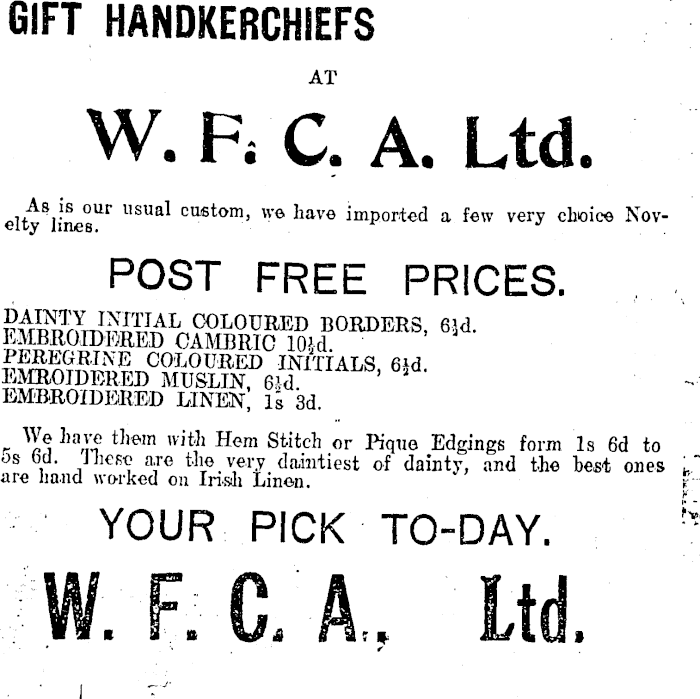 GIFT HANDKERCHIEFS
AT
W. F. C. A. Ltd.
As is our usual custom, we have imported a few very choice Nov-
elty lines.
POST FREE PRICES.
DAINTY INITIAL COLOURED BORDERS, 6½d.
EMBROIDERED CAMBRIC 10½d.
PEREGRINE COLOURED INITIALS, 6½d.
EMROIDERED MUSLIN, 6½d.
EMBROIDERED LINEN, 1s 3d.
We have them with Hem Stitch or Pique Edgings form 1s 6d to
5s 6d. These are the very daintiest of dainty, and the best ones
are hand worked on Irish Linen.
YOUR PICK TO-DAY.
W. F. C. A., Ltd.